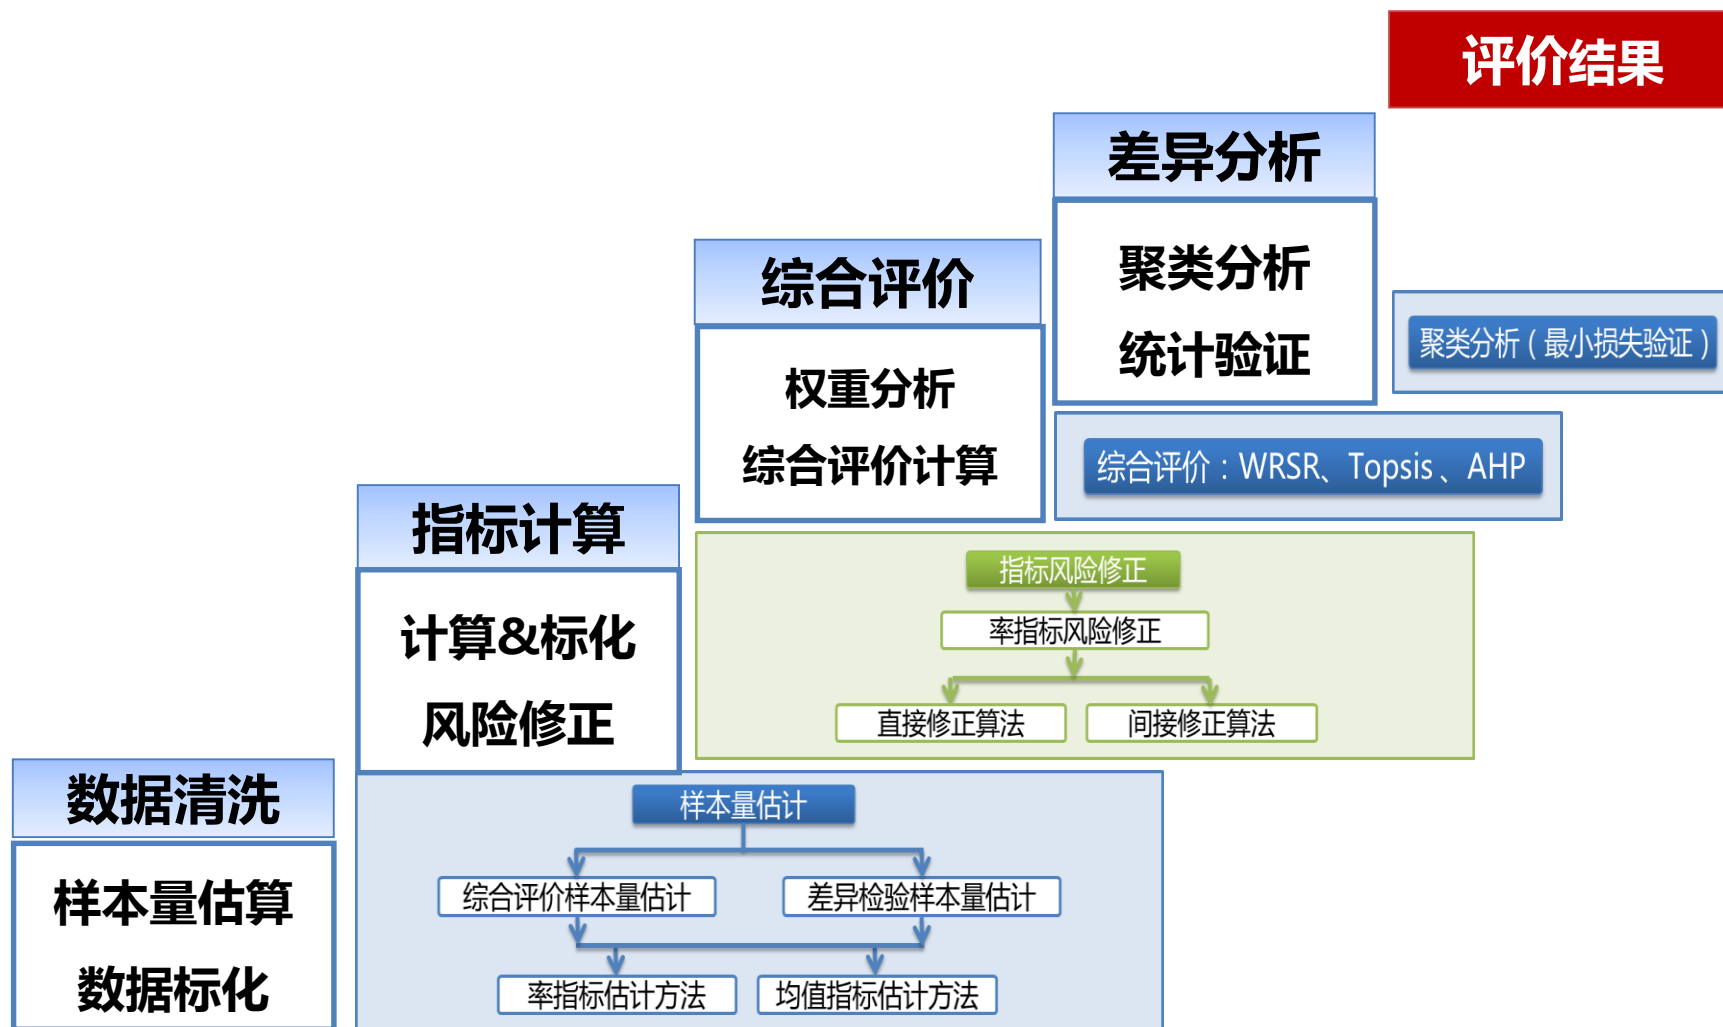 评价结果
差异分析
聚类分析
统计验证
聚类分析（最小损失验证）
综合评价
权重分析
综合评价计算
综合评价：WRSR、Topsis、AHP
指标计算
计算&标化
风险修正
指标风险修正
率指标风险修正
直接修正算法
间接修正算法
数据清洗
样本量估算
数据标化
样本量估计
综合评价样本量估计
差异检验样本量估计
率指标估计方法
均值指标估计方法